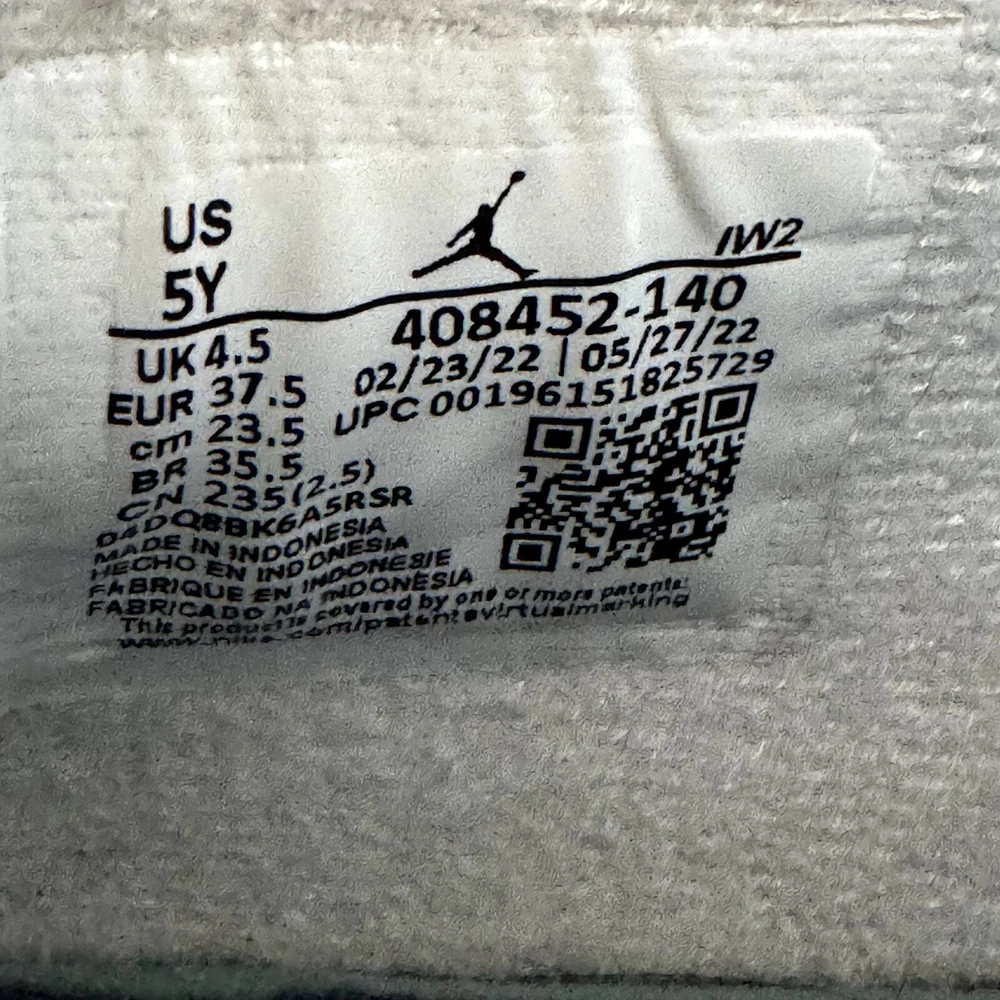 US
5Y
IW2
UK 4.5
EUR 37.5
cm 23.5
BR 35.5
CN 235(2.5)
408452-140
02/23/22 | 05/27/22
UPC 00196151825729
D4DQ8BK6A5RSR
MADE IN INDONESIA
HECHO EN INDONESIA
FABRIQUE EN INDONESIE
FABRICADO NA INDONESIA
This product is covered by one or more patents:
www.nike.com/patentsvirtualmarking